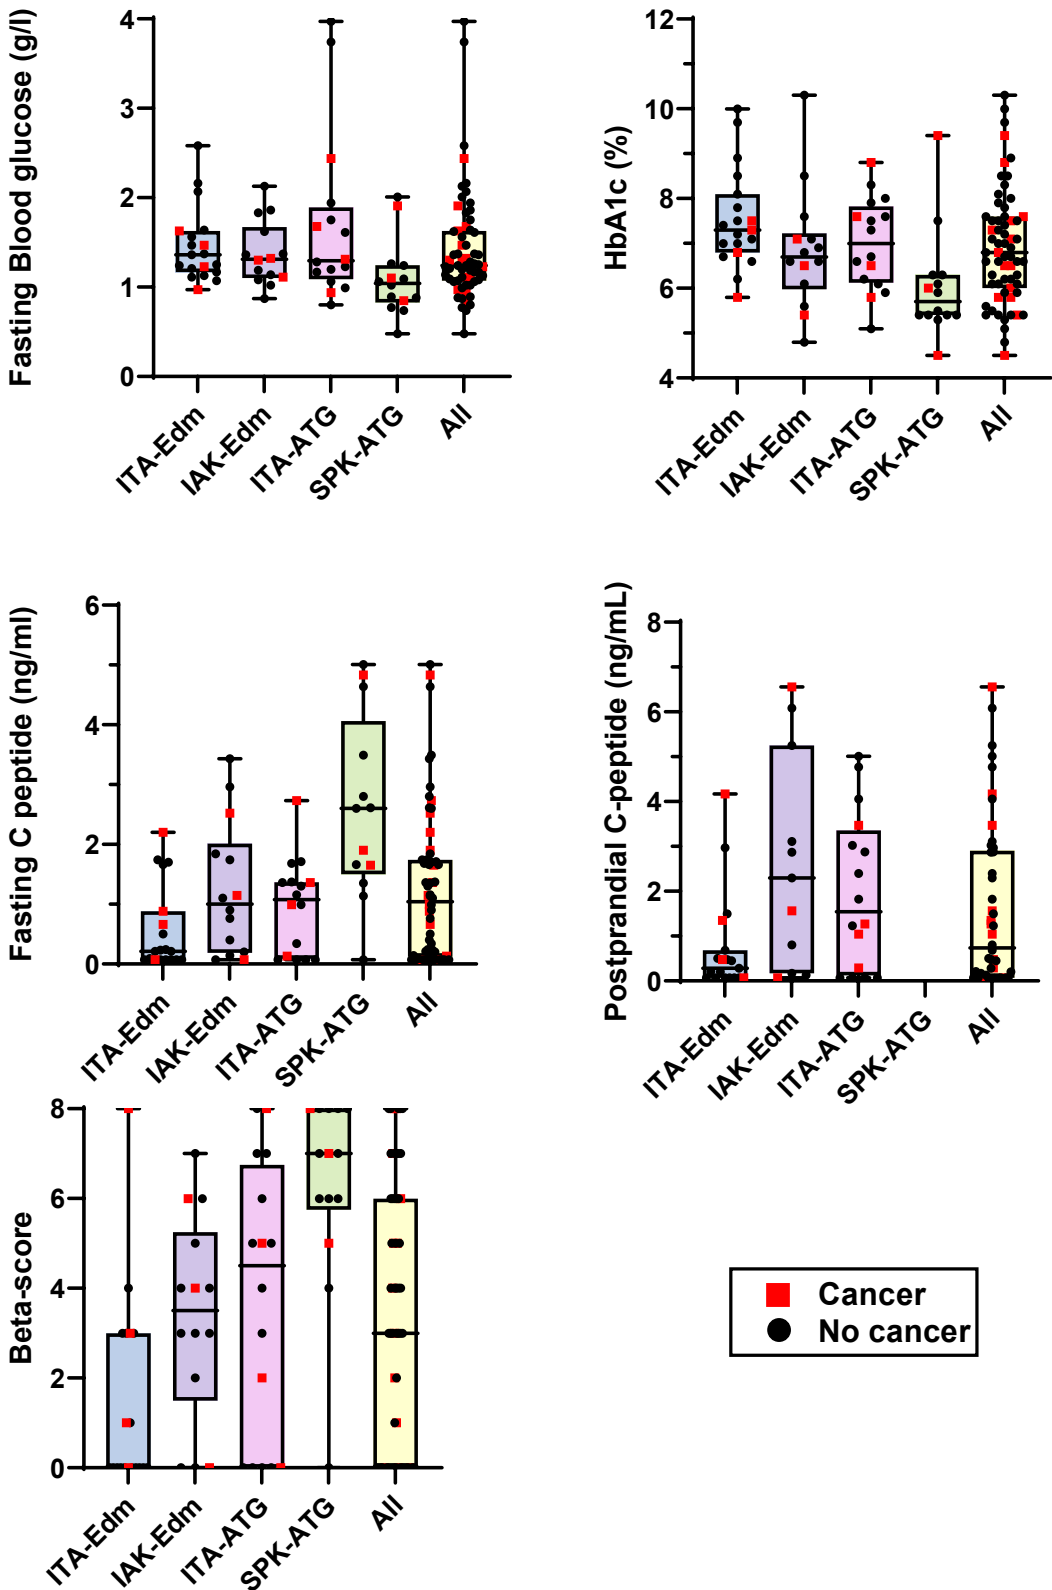 Fasting Blood glucose (g/l)
4
3
2
1
0
ITA-Edm
IAK-Edm
ITA-ATG
SPK-ATG
All
HbA1c (%)
12
10
8
6
4
ITA-Edm
IAK-Edm
ITA-ATG
SPK-ATG
All
Fasting C peptide (ng/ml)
6
4
2
0
ITA-Edm
IAK-Edm
ITA-ATG
SPK-ATG
All
Postprandial C-peptide (ng/mL)
8
6
4
2
0
ITA-Edm
IAK-Edm
ITA-ATG
SPK-ATG
All
Beta-score
8
6
4
2
0
ITA-Edm
IAK-Edm
ITA-ATG
SPK-ATG
All
Cancer
No cancer